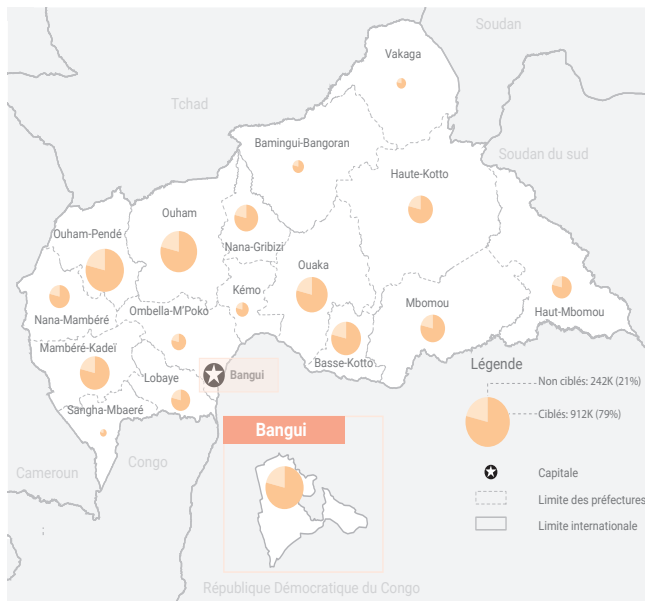 Soudan
Vakaga
Tchad
Bamingui-Bangoran
Soudan du sud
Haute-Kotto
Ouham
Ouham-Pendé
Nana-Gribizi
Ouaka
Kémo
Mbomou
Haut-Mbomou
Nana-Mambéré
Ombella-M'Poko
Mambéré-Kadeï
Basse-Kotto
Lobaye
Bangui
Sangha-Mbaeré
Légende
Non ciblés: 242K (21%)
Ciblés: 912K (79%)
Bangui
Cameroun
Congo
Capitale
Limite des préfectures
Limite internationale
République Démocratique du Congo